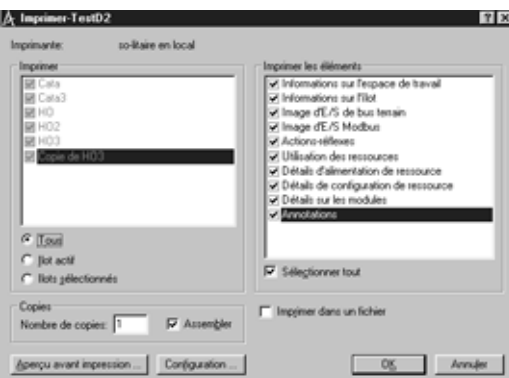 Imprimer-TestD2
Imprimante: so-litaire en local
Imprimer
Cata
Cata3
HO
HO2
HO3
Copie de HO3
Tous
Ilot actif
Ilots sélectionnés
Imprimer les éléments
Informations sur l'espace de travail
Informations sur l'îlot
Image d'E/S de bus terrain
Image d'E/S Modbus
Actions-réflexes
Utilisation des ressources
Détails d'alimentation de ressource
Détails de configuration de ressource
Détails sur les modules
Annotations
Sélectionner tout
Copies
Nombre de copies: 1
Assembler
Imprimer dans un fichier
Aperçu avant impression ...
Configuration ...
OK
Annuler